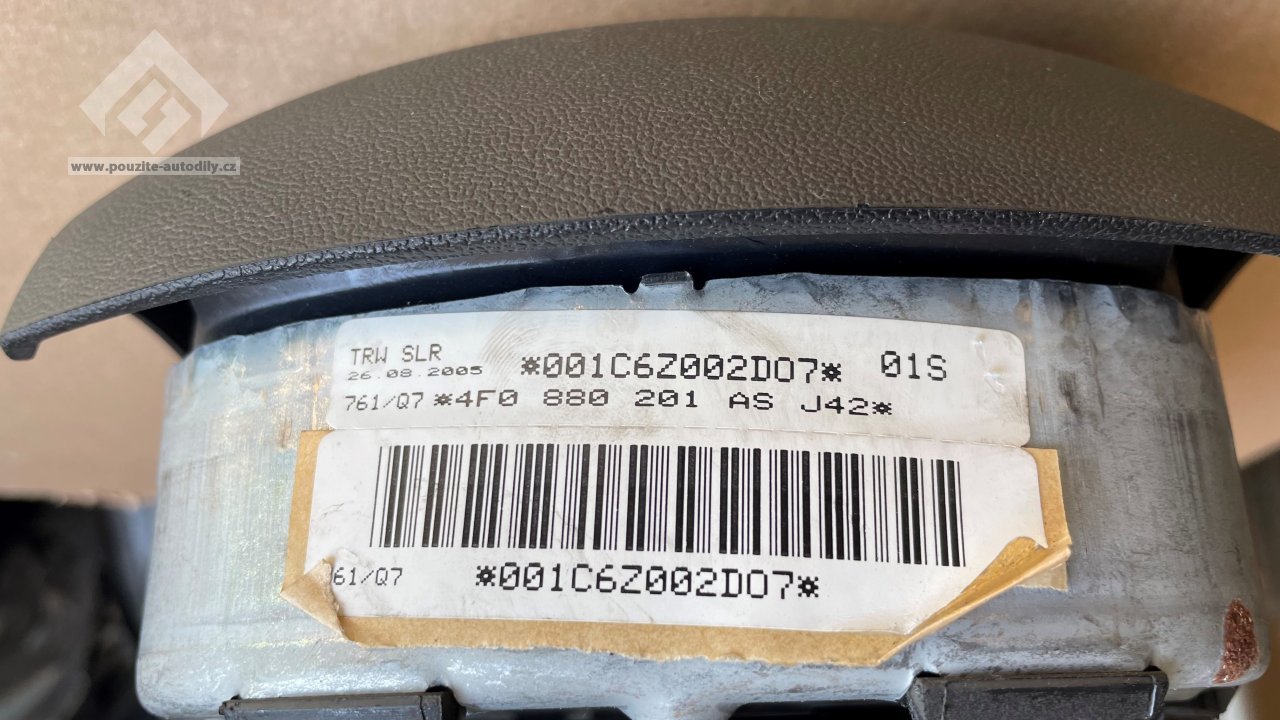 www.pouzite-autodily.cz
TRW SLR *001C6Z002DO7* 01S
26.08.2005
761/Q7 *4F0 880 201 AS J42*
61/Q7 *001C6Z002DO7*